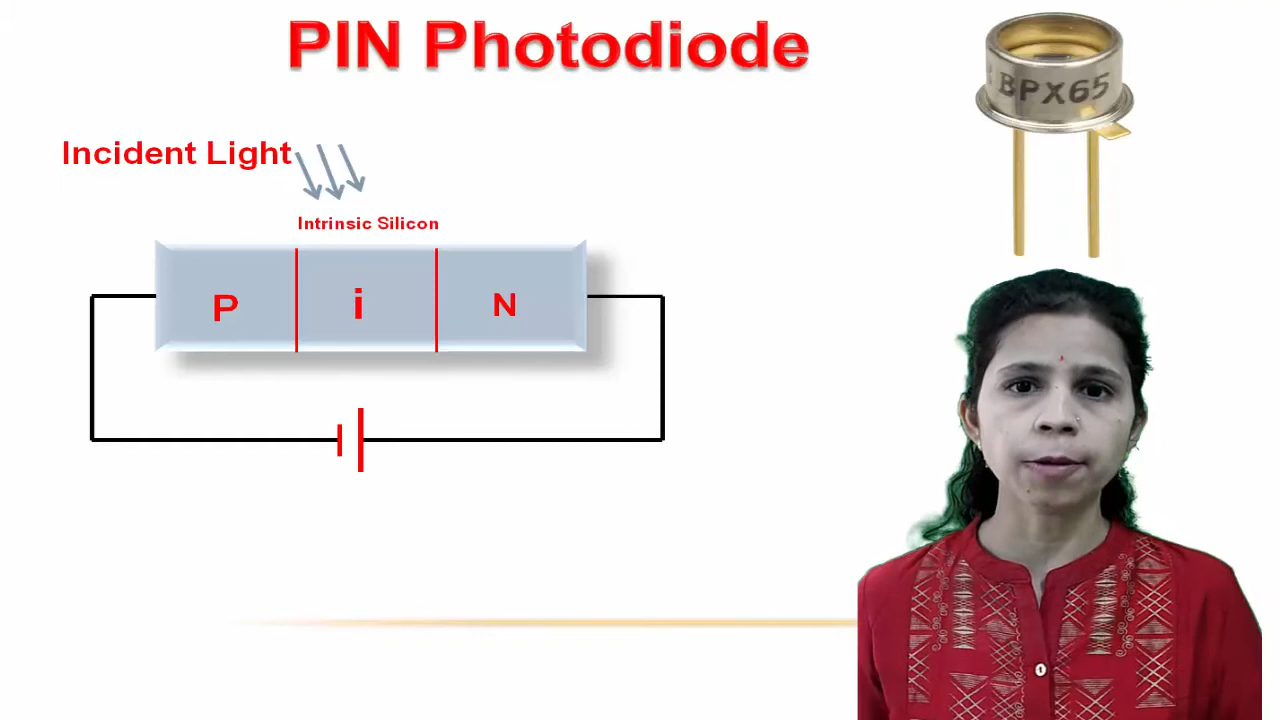 PIN Photodiode
BPX65
Incident Light
Intrinsic Silicon
P
i
N